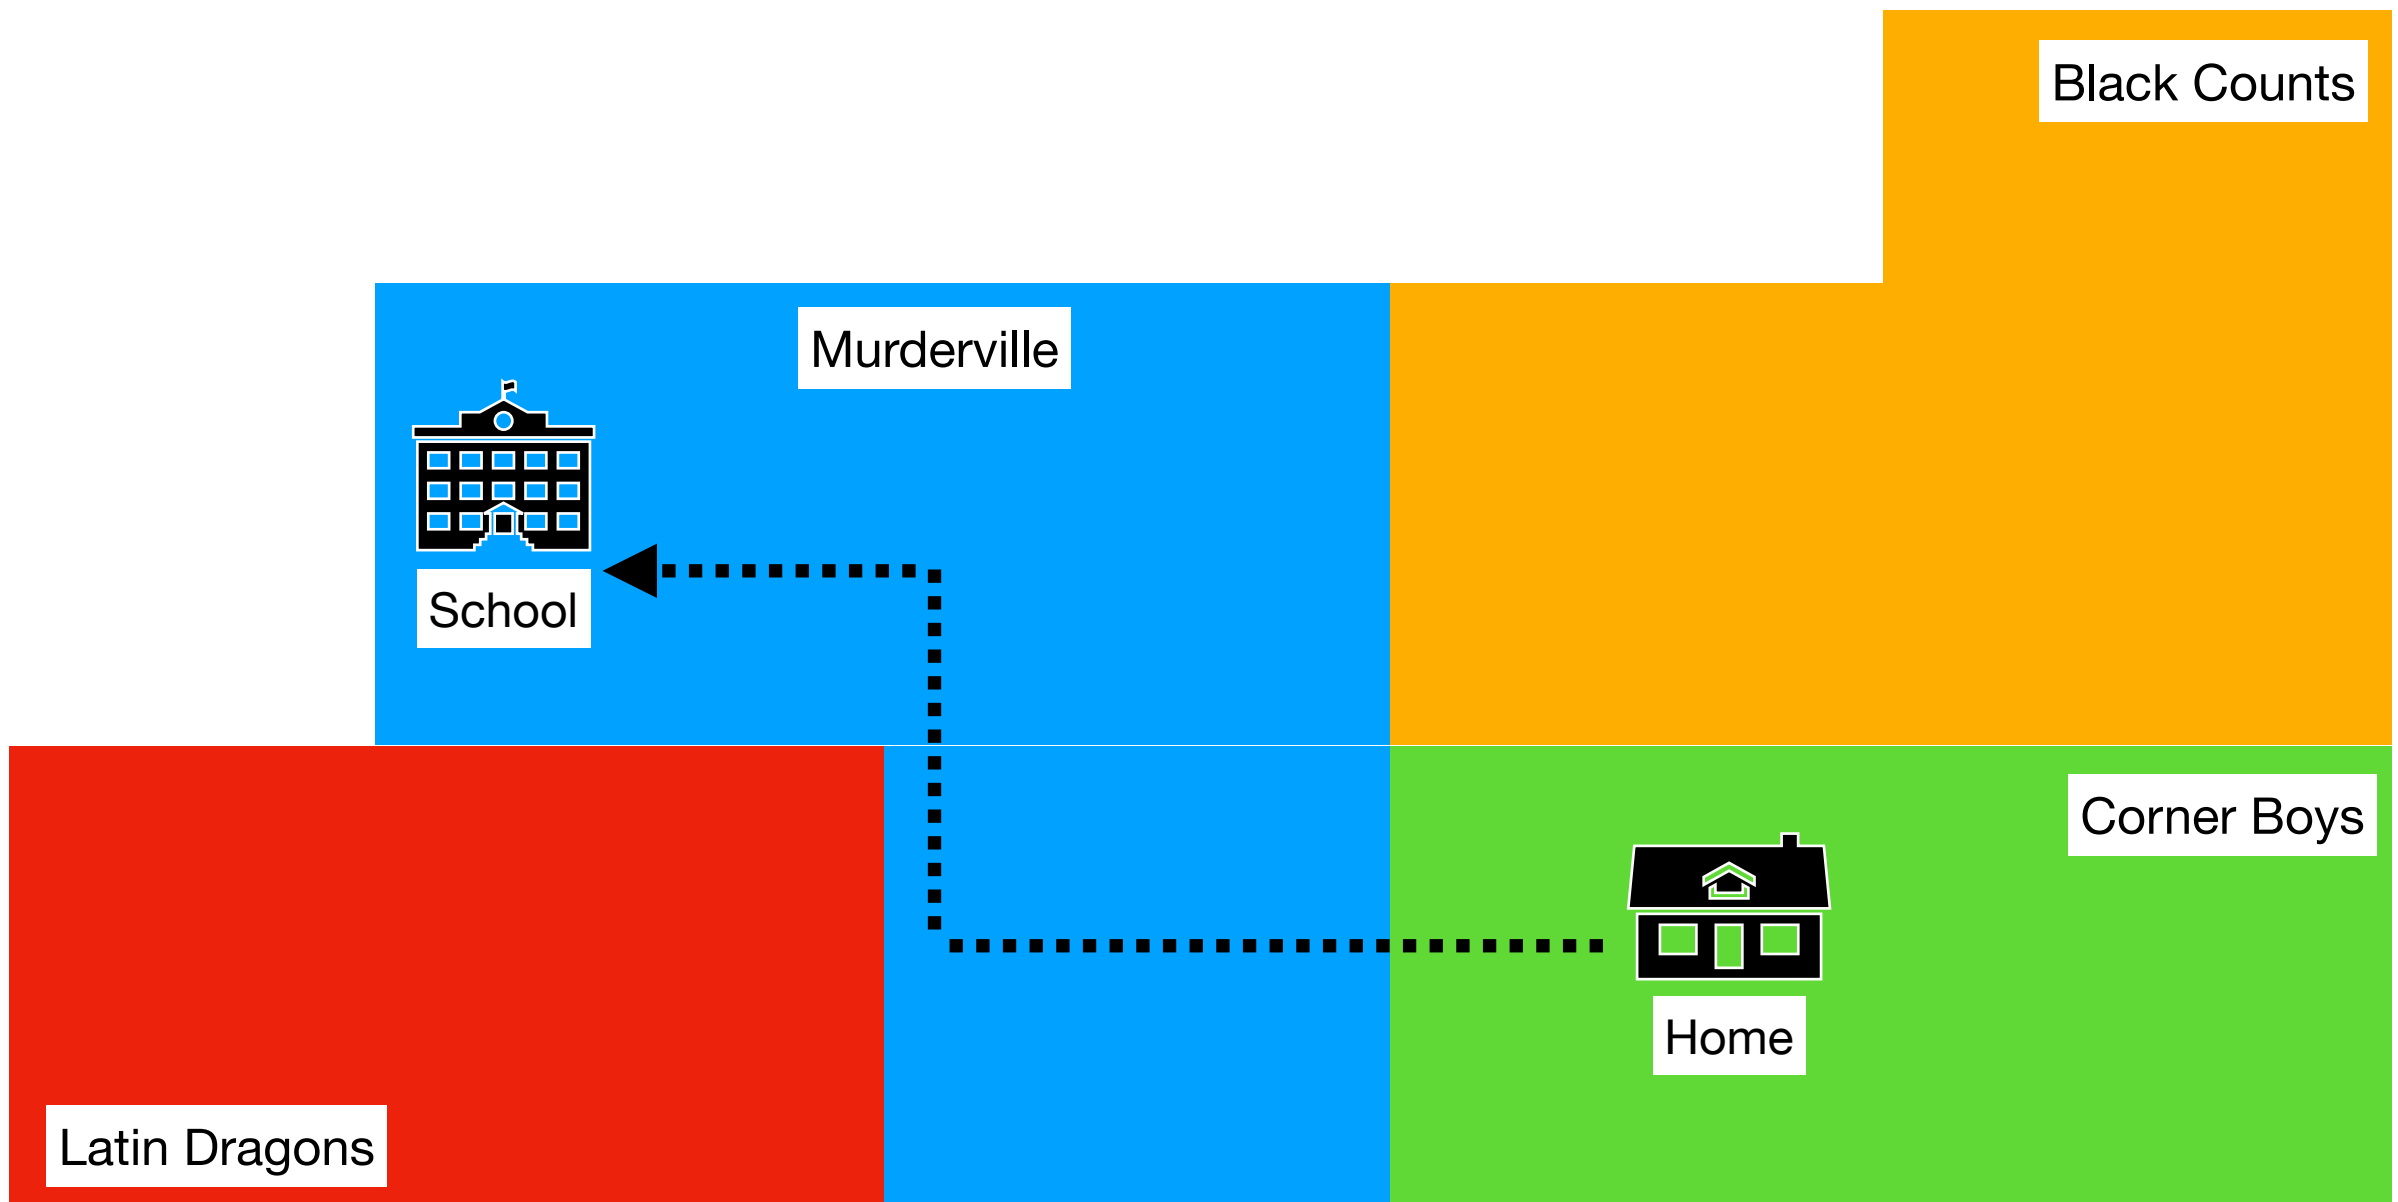 Black Counts
Murderville
School
Corner Boys
Home
Latin Dragons